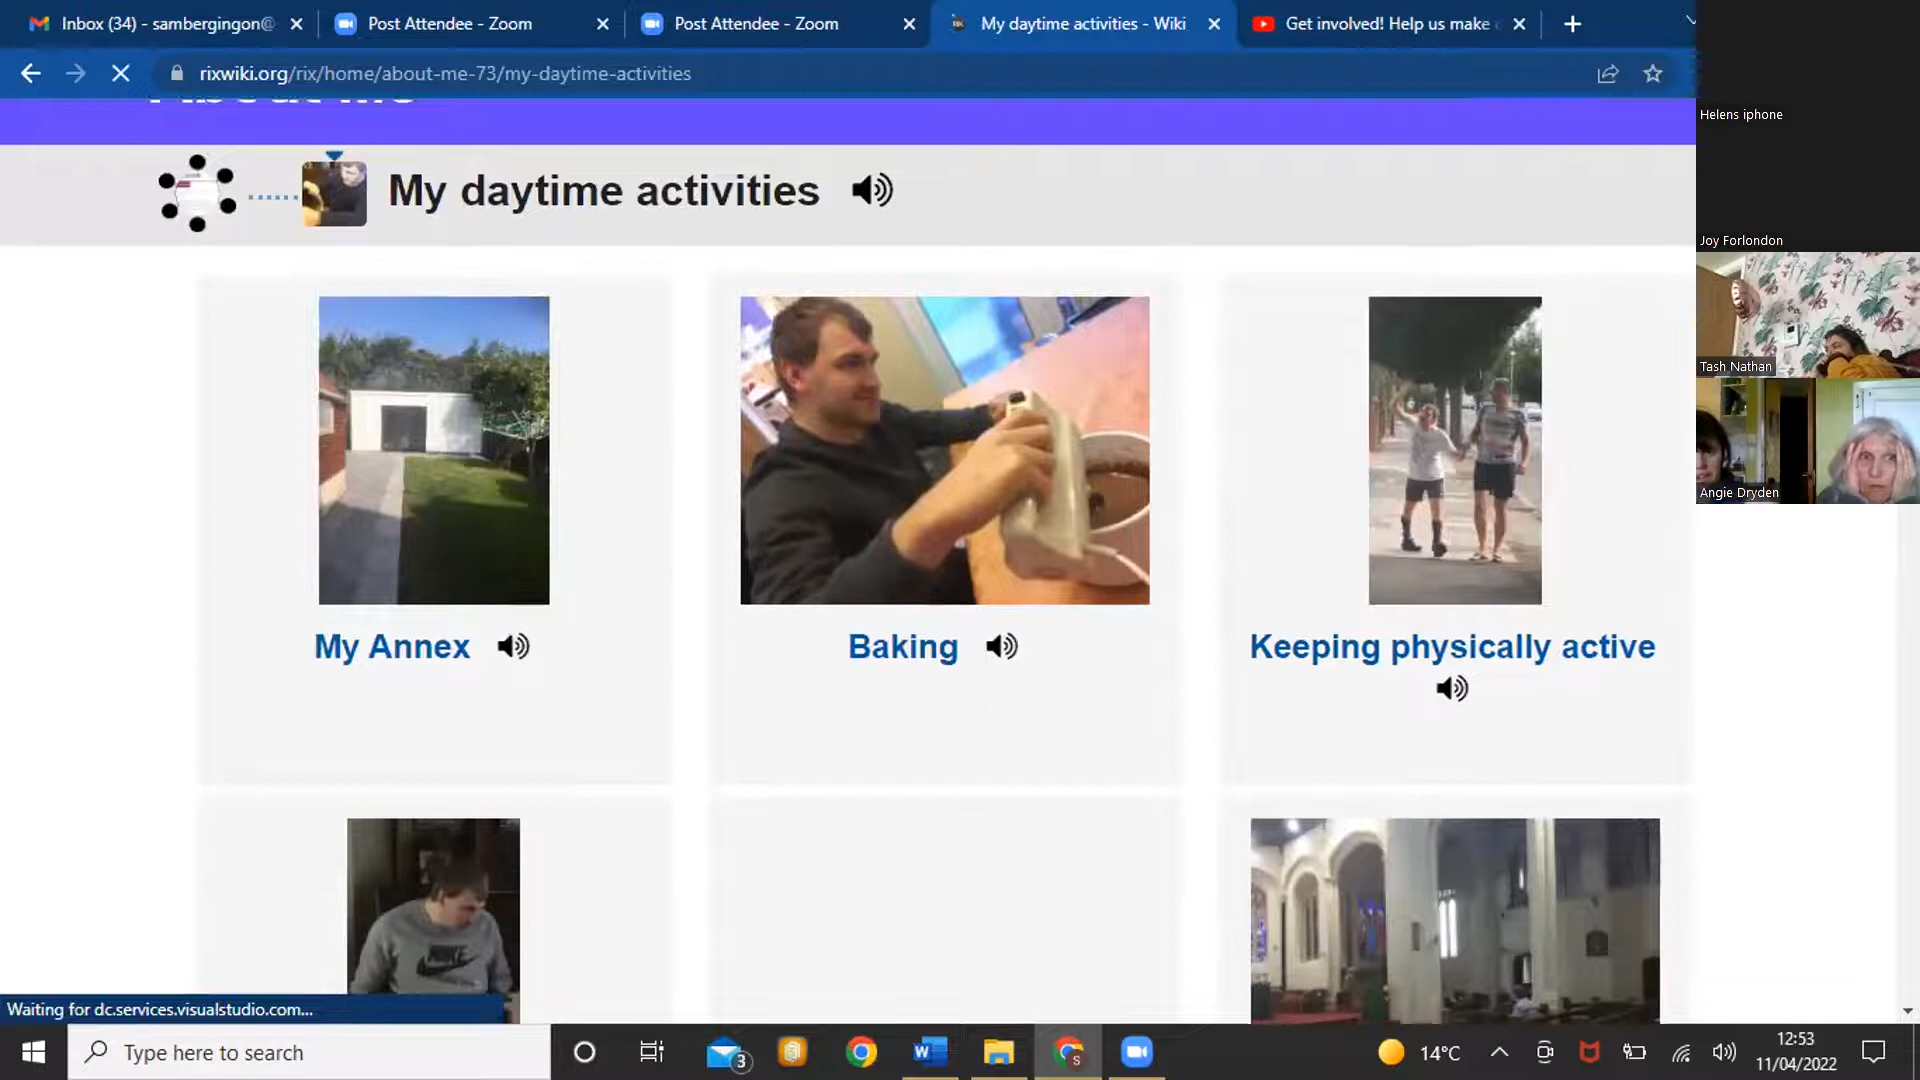 Inbox (34) - sambergingon@
Post Attendee - Zoom
Post Attendee - Zoom
My daytime activities - Wiki
Get involved! Help us make
rixwiki.org/rix/home/about-me-73/my-daytime-activities
Helens iphone
My daytime activities
Joy Forlondon
Tash Nathan
Angie Dryden
My Annex
Baking
Keeping physically active
NIKE
Waiting for dc.services.visualstudio.com...
Type here to search
3
W
S
14°C
12:53
11/04/2022